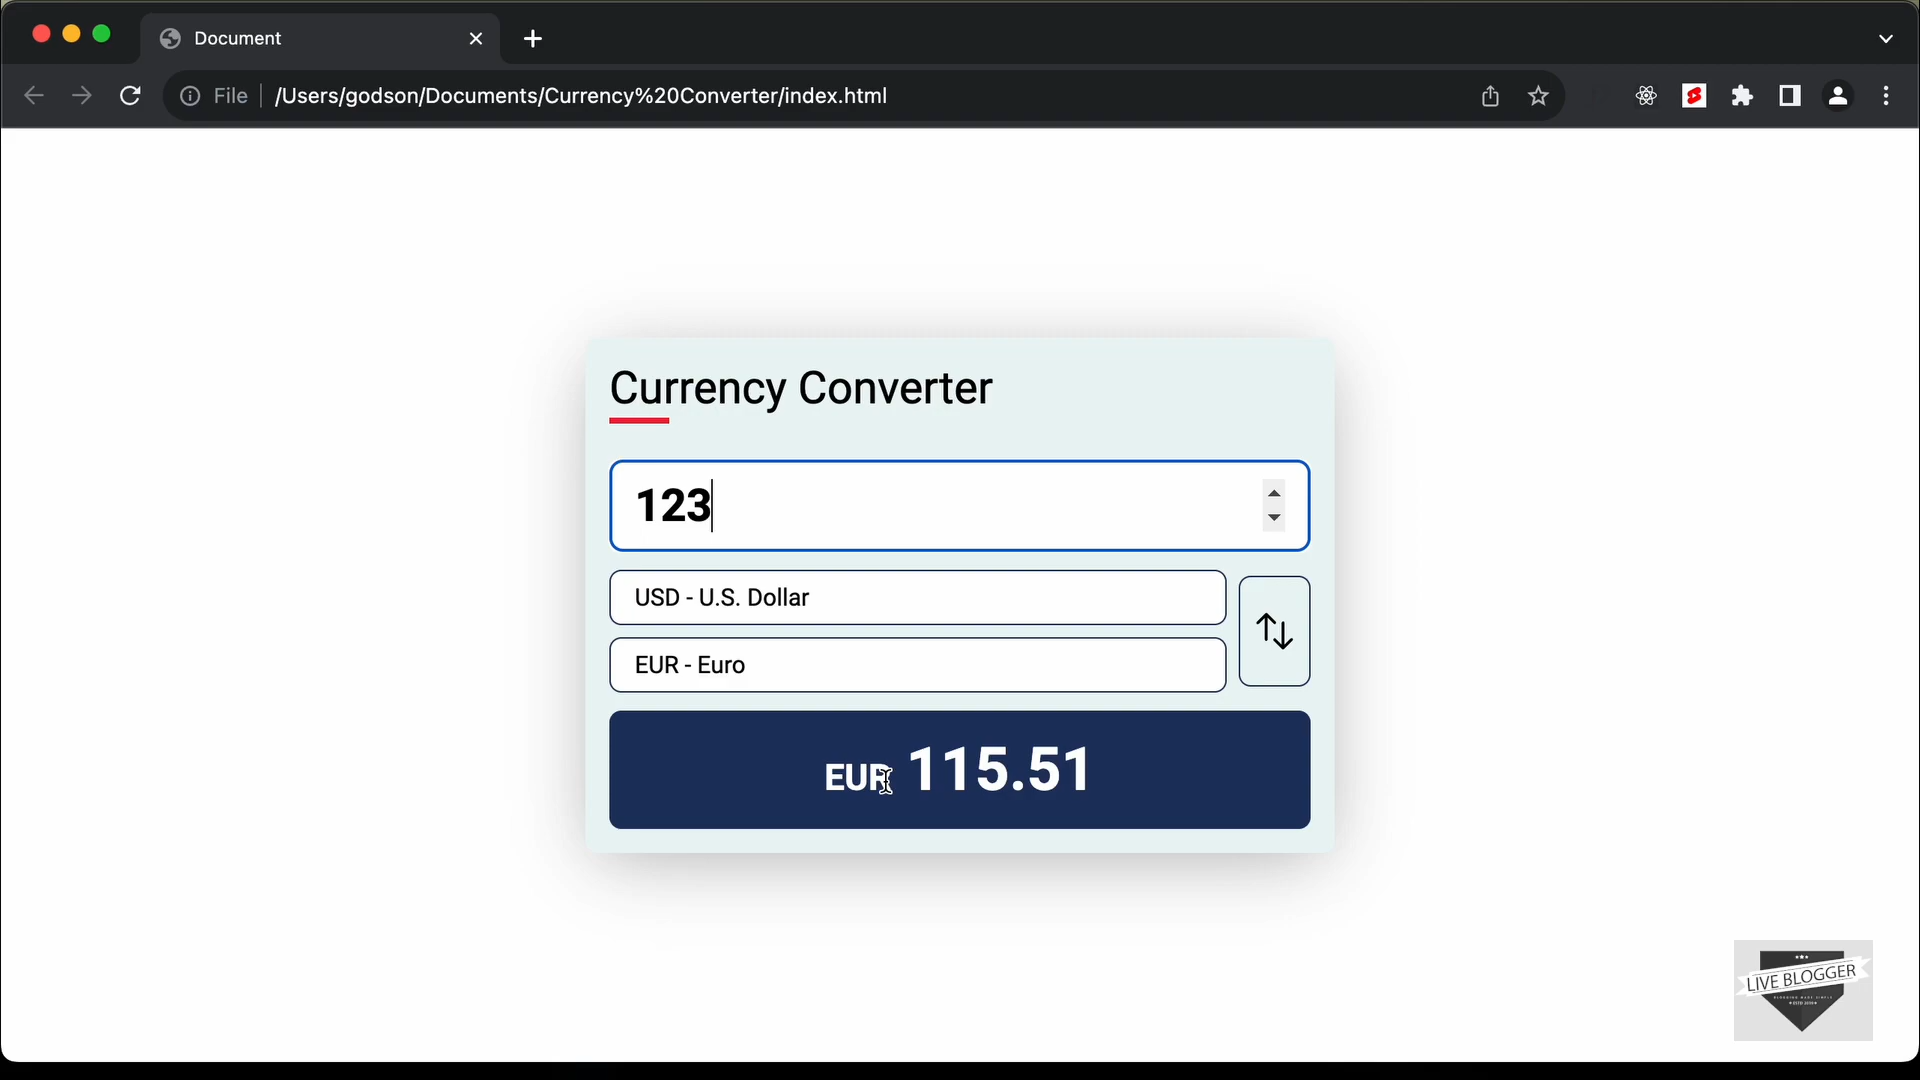 Document
File
/Users/godson/Documents/Currency%20Converter/index.html
Currency Converter
123
USD - U.S. Dollar
EUR - Euro
EUR 115.51
LIVE BLOGGER